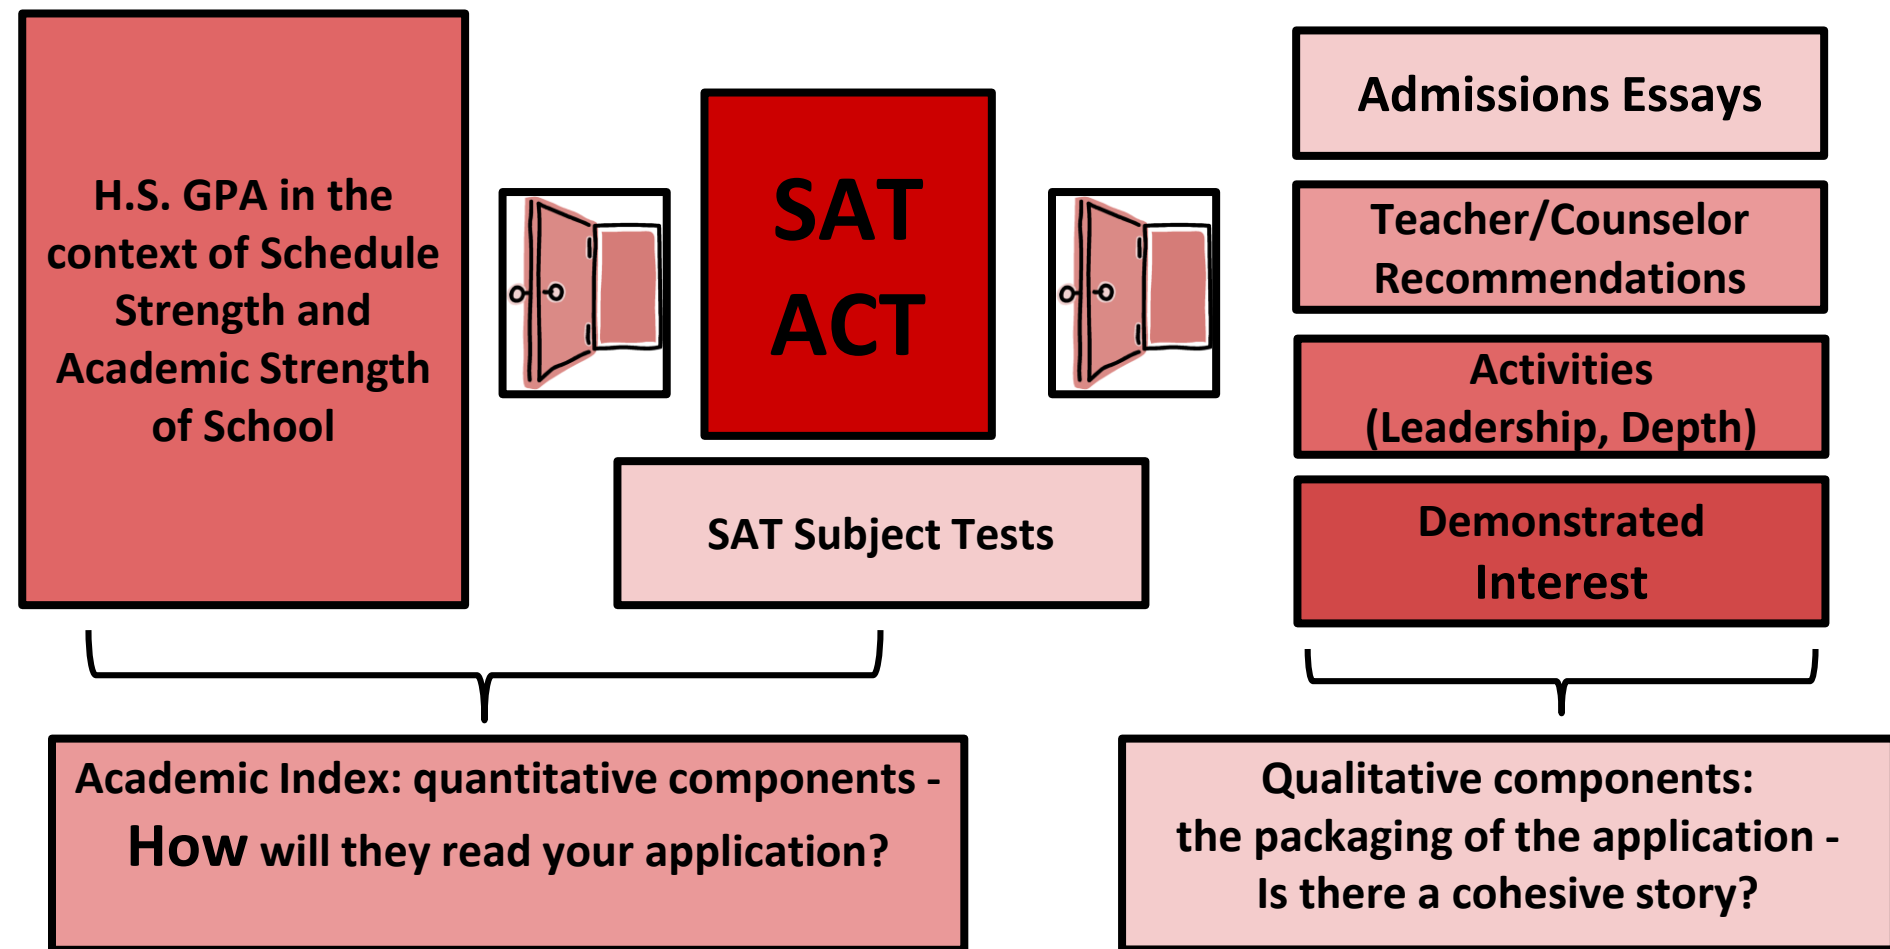 H.S. GPA in the
context of Schedule
Strength and
Academic Strength
of School
SAT
ACT
SAT Subject Tests
Admissions Essays
Teacher/Counselor
Recommendations
Activities
(Leadership, Depth)
Demonstrated
Interest
Academic Index: quantitative components -
How will they read your application?
Qualitative components:
the packaging of the application -
Is there a cohesive story?